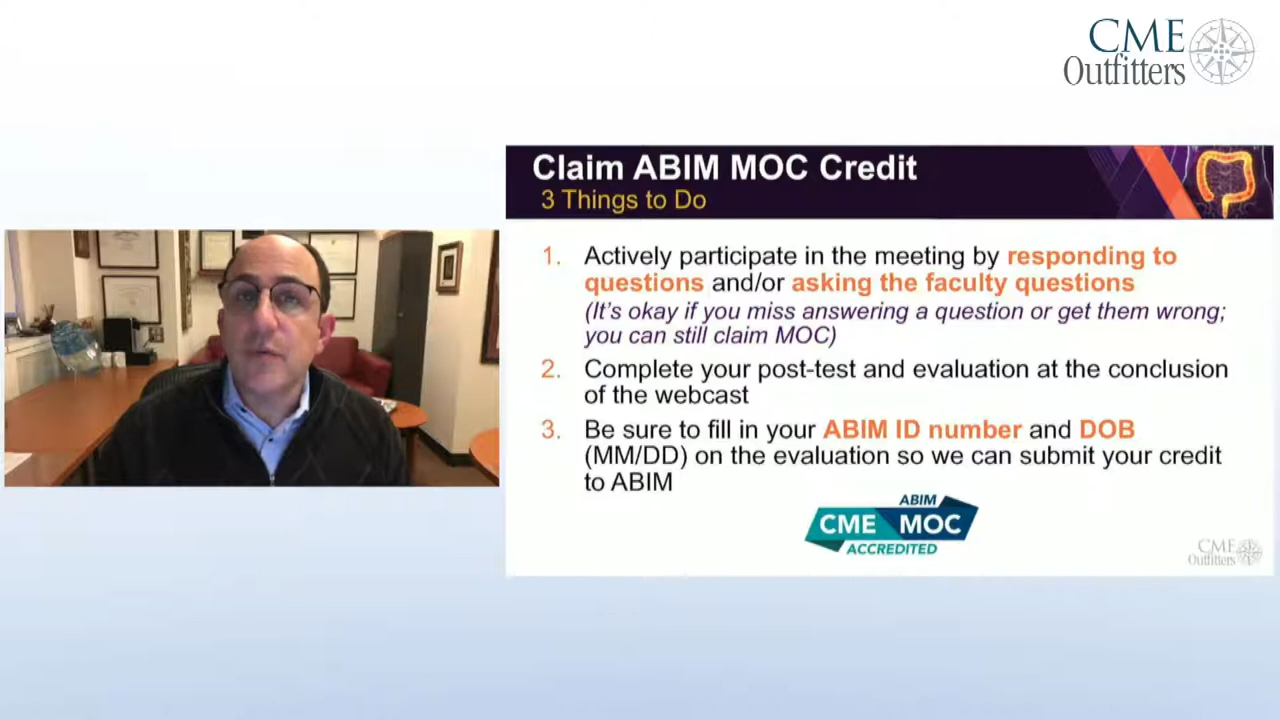 CME
Outfitters
Claim ABIM MOC Credit
3 Things to Do
1. Actively participate in the meeting by responding to
questions and/or asking the faculty questions
(It's okay if you miss answering a question or get them wrong;
you can still claim MOC)
2. Complete your post-test and evaluation at the conclusion
of the webcast
3. Be sure to fill in your ABIM ID number and DOB
(MM/DD) on the evaluation so we can submit your credit
to ABIM
ABIM
CME MOC
ACCREDITED
CME
Outfitters